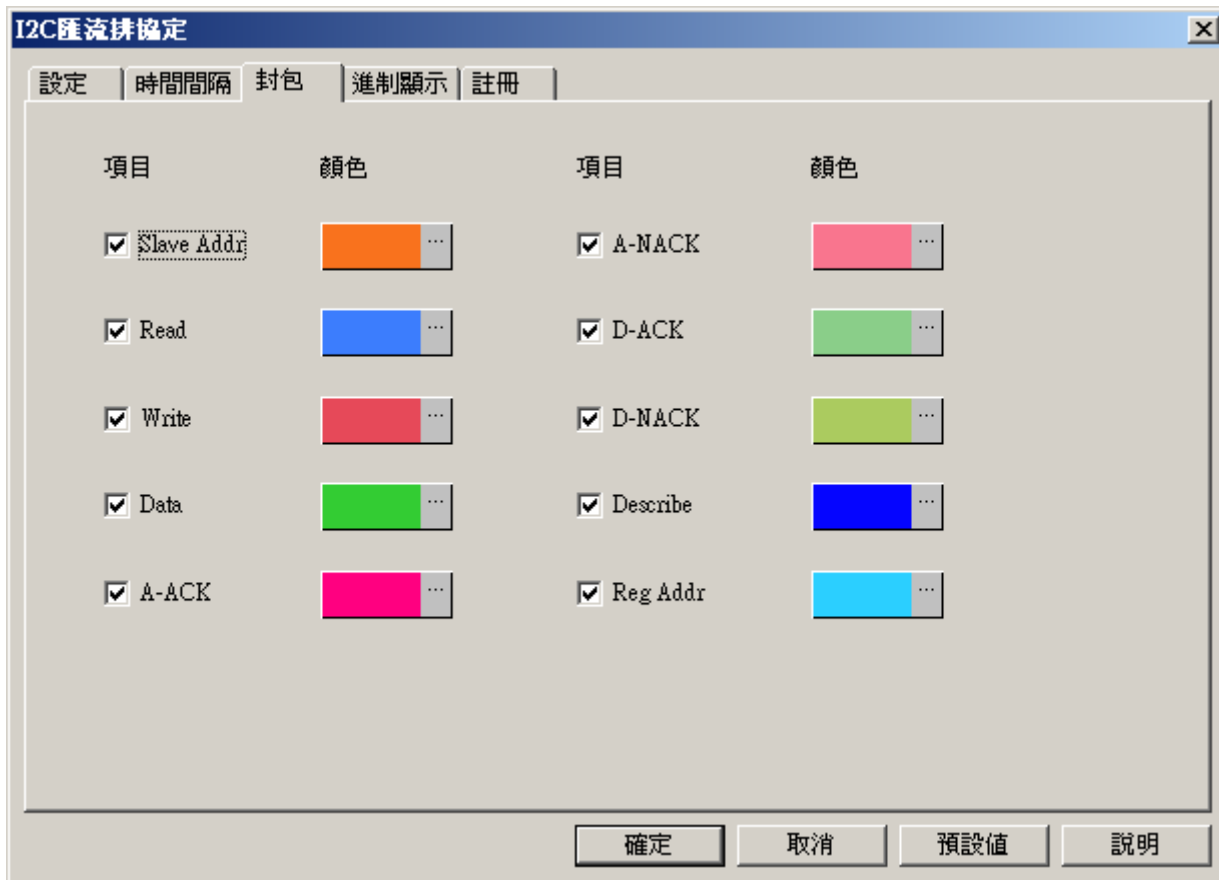 I2C匯流排協定
設定 時間間隔 封包 進制顯示 註冊
項目 顏色 項目 顏色
Slave Addr ... A-NACK ...
Read ... D-ACK ...
Write ... D-NACK ...
Data ... Describe ...
A-ACK ... Reg Addr ...
確定 取消 預設值 說明